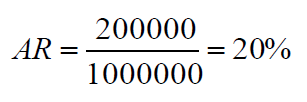 AR = 200000 / 1000000 = 20%